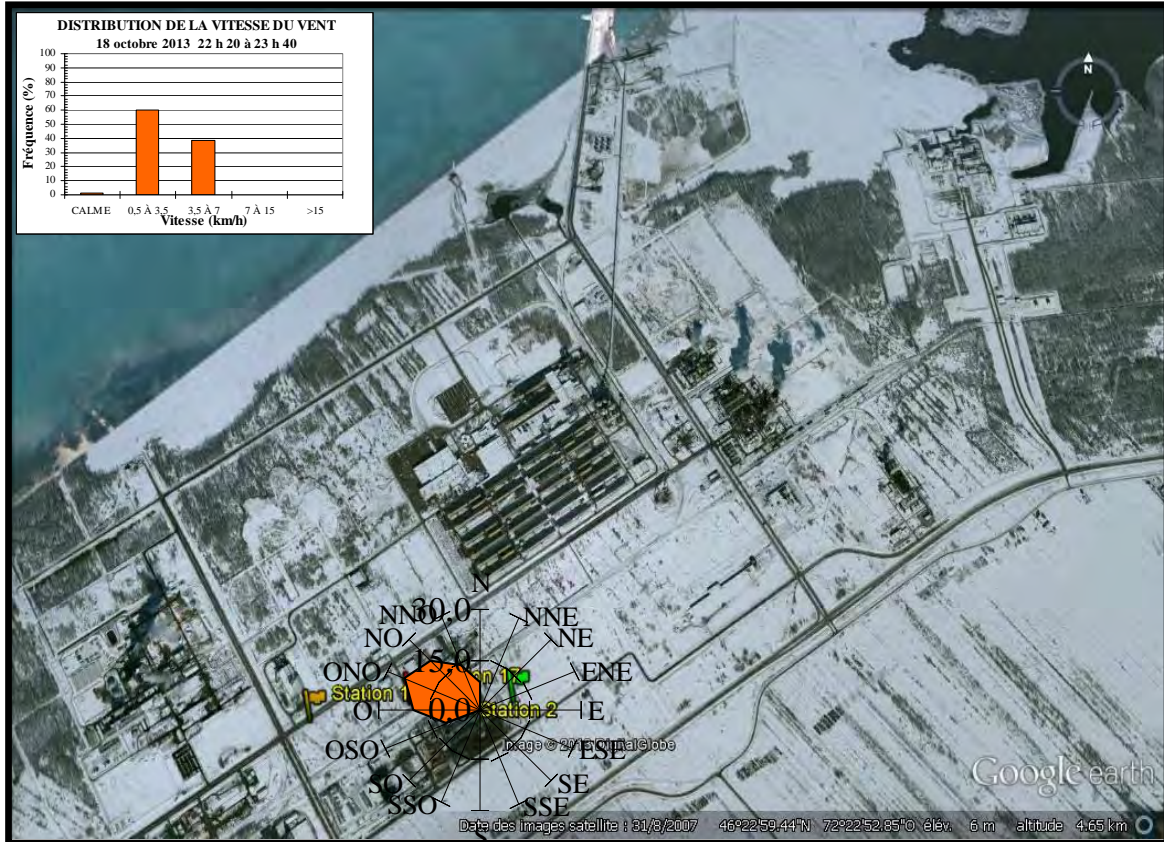 DISTRIBUTION DE LA VITESSE DU VENT
18 octobre 2013 22 h 20 à 23 h 40
Fréquence (%)
100
90
80
70
60
50
40
30
20
10
0
CALME 0,5 À 3,5 3,5 À 7 7 À 15 >15
Vitesse (km/h)
N
N
NNO 30,0 NNE
NO NE
ONO 15,0 ENE
Station 1
O 0,0 Station 2 E
OSO ESE
SO SE
SSO SSE
Image © 2013 DigitalGlobe
Google earth
Date des images satellite : 31/8/2007 46°22'59.44"N 72°22'52.85"O élév. 6 m altitude 4.65 km